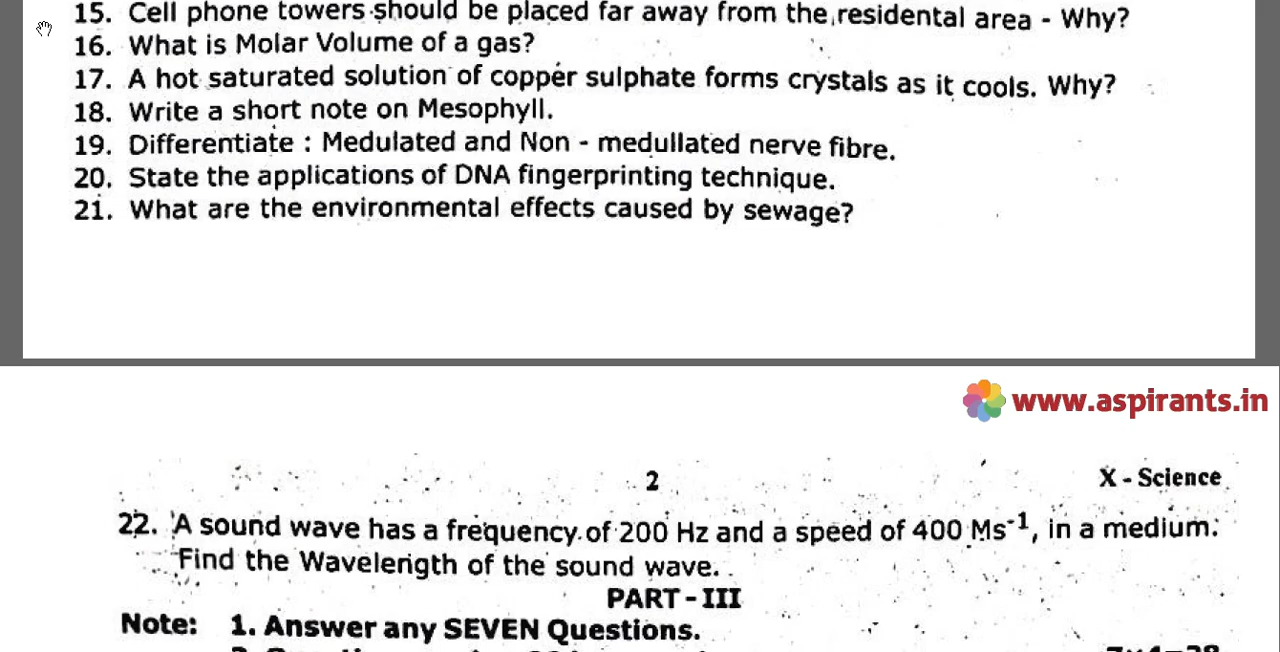 15. Cell phone towers should be placed far away from the residental area - Why?
16. What is Molar Volume of a gas?
17. A hot saturated solution of copper sulphate forms crystals as it cools. Why?
18. Write a short note on Mesophyll.
19. Differentiate : Medulated and Non - medullated nerve fibre.
20. State the applications of DNA fingerprinting technique.
21. What are the environmental effects caused by sewage?
www.aspirants.in
2 X - Science
22. A sound wave has a frequency of 200 Hz and a speed of 400 Ms⁻¹, in a medium.
Find the Wavelength of the sound wave.
PART - III
Note: 1. Answer any SEVEN Questions.